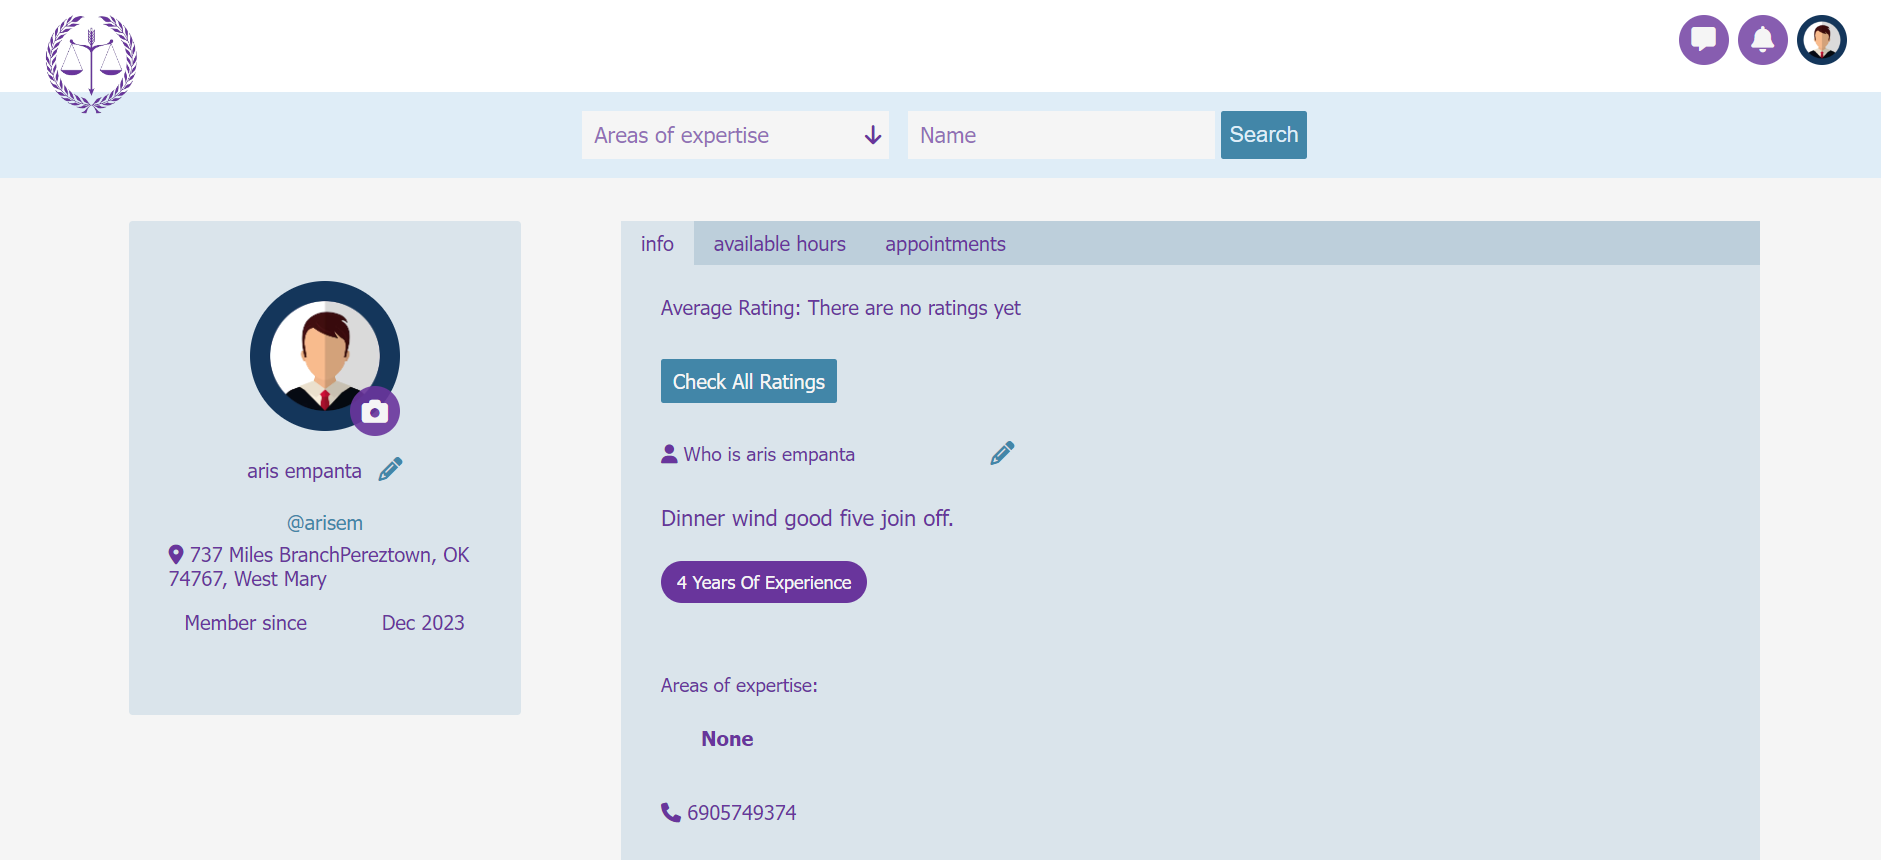 Areas of expertise
Name
Search
aris empanta
@arisem
737 Miles BranchPereztown, OK
74767, West Mary
Member since Dec 2023
info available hours appointments
Average Rating: There are no ratings yet
Check All Ratings
Who is aris empanta
Dinner wind good five join off.
4 Years Of Experience
Areas of expertise:
None
6905749374